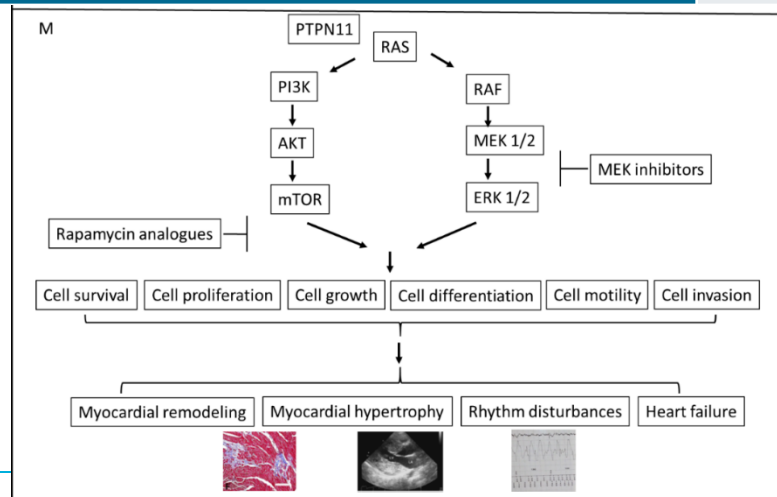 M
PTPN11
RAS
PI3K
RAF
AKT
MEK 1/2
MEK inhibitors
mTOR
ERK 1/2
Rapamycin analogues
Cell survival Cell proliferation Cell growth Cell differentiation Cell motility Cell invasion
Myocardial remodeling Myocardial hypertrophy Rhythm disturbances Heart failure